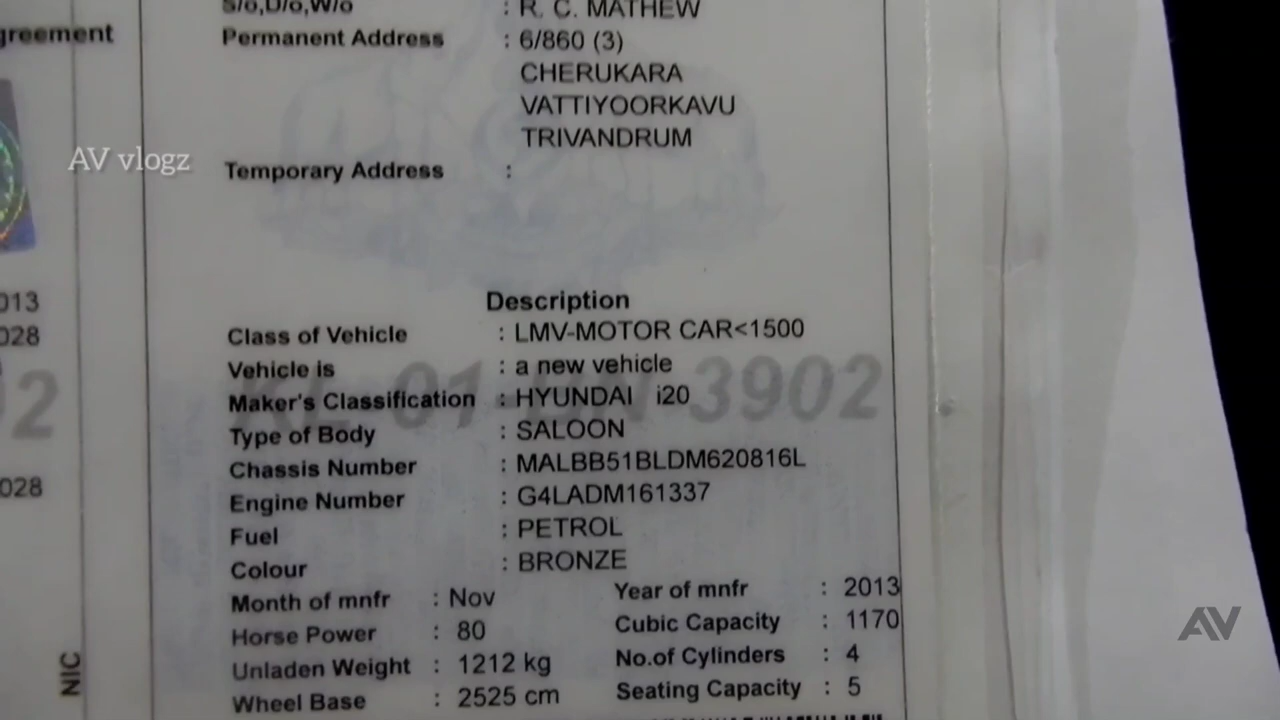 greement
S/o,D/o,W/o : R. C. MATHEW
Permanent Address : 6/860 (3)
CHERUKARA
VATTIYOORKAVU
TRIVANDRUM
AV vlogz
Temporary Address :
013
028
Description
Class of Vehicle : LMV-MOTOR CAR<1500
Vehicle is : a new vehicle
Maker's Classification : HYUNDAI i20
Type of Body : SALOON
Chassis Number : MALBB51BLDM620816L
028
Engine Number : G4LADM161337
Fuel : PETROL
Colour : BRONZE
Month of mnfr : Nov Year of mnfr : 2013
Horse Power : 80 Cubic Capacity : 1170
Unladen Weight : 1212 kg No.of Cylinders : 4
Wheel Base : 2525 cm Seating Capacity : 5
01
3902
2
NIC
AV